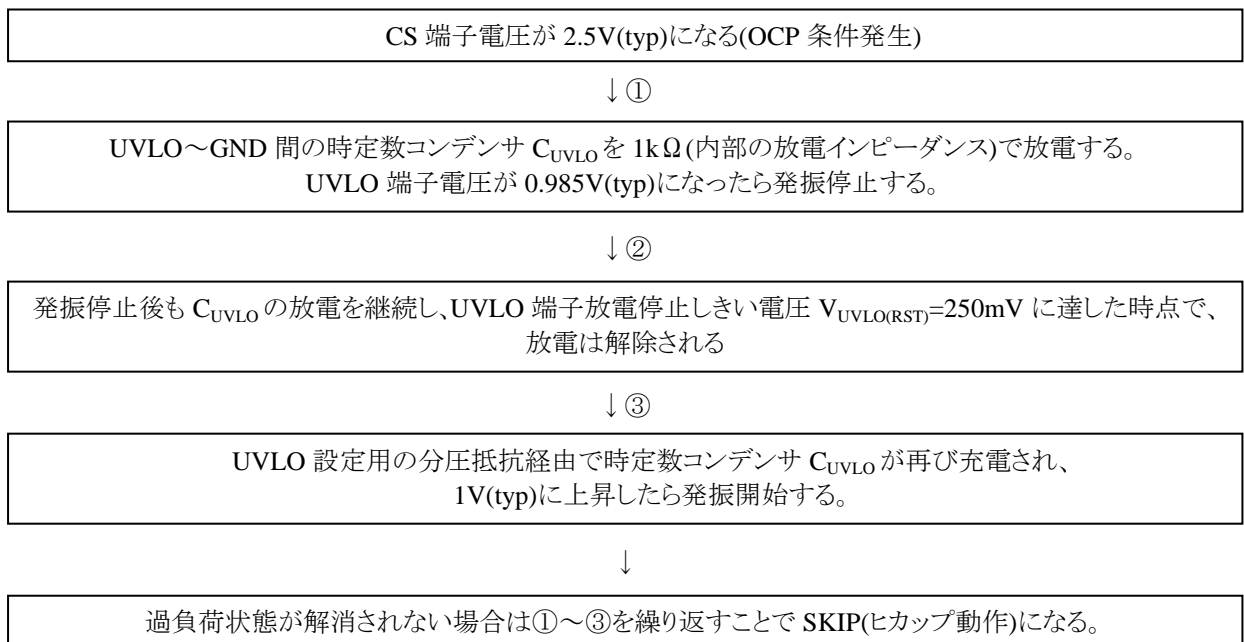 CS 端子電圧が 2.5V(typ)になる(OCP 条件発生)
↓①
UVLO～GND 間の時定数コンデンサ CUVLO を 1kΩ(内部の放電インピーダンス)で放電する。
UVLO 端子電圧が 0.985V(typ)になったら発振停止する。
↓②
発振停止後も CUVLO の放電を継続し、UVLO 端子放電停止しきい電圧 VUVLO(RST)=250mV に達した時点で、
放電は解除される
↓③
UVLO 設定用の分圧抵抗経由で時定数コンデンサ CUVLO が再び充電され、
1V(typ)に上昇したら発振開始する。
↓
過負荷状態が解消されない場合は①～③を繰り返すことで SKIP(ヒカップ動作)になる。